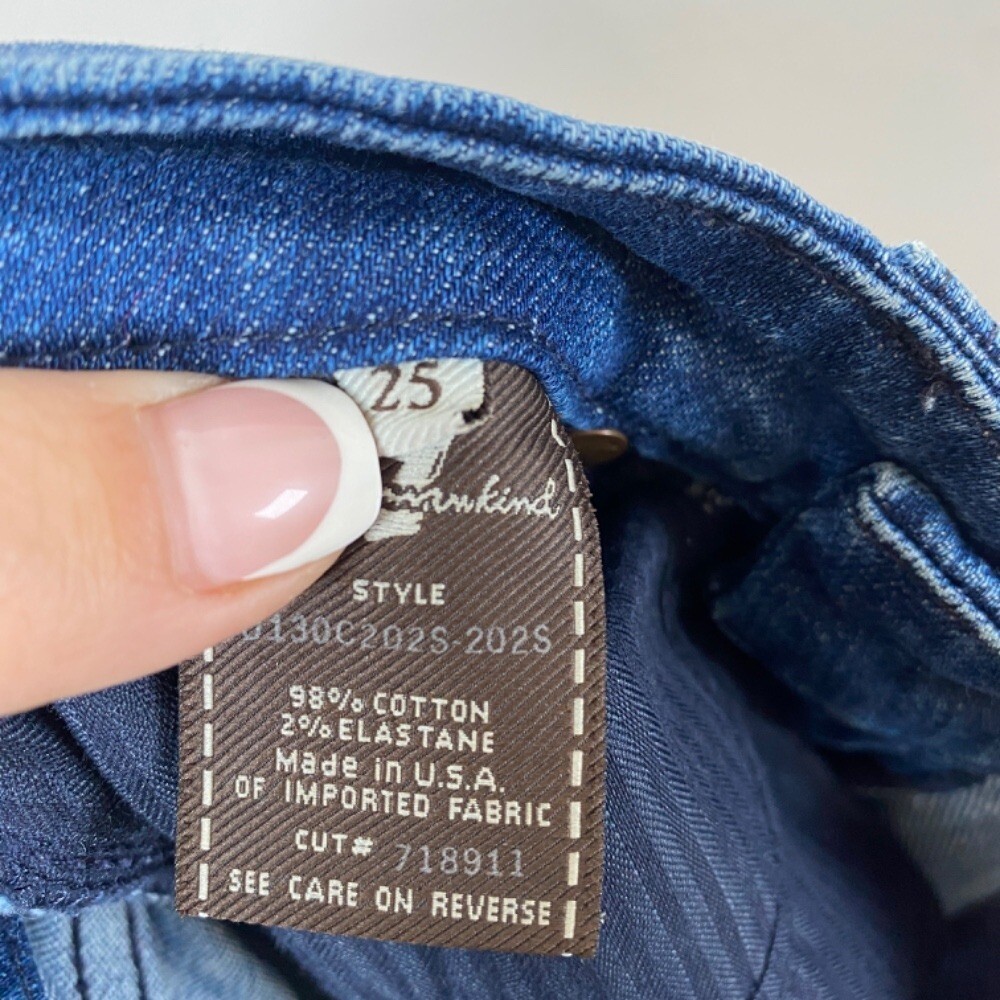 25
STYLE
130C202S-202S
98% COTTON
2% ELASTANE
Made in U.S.A.
OF IMPORTED FABRIC
CUT# 718911
SEE CARE ON REVERSE